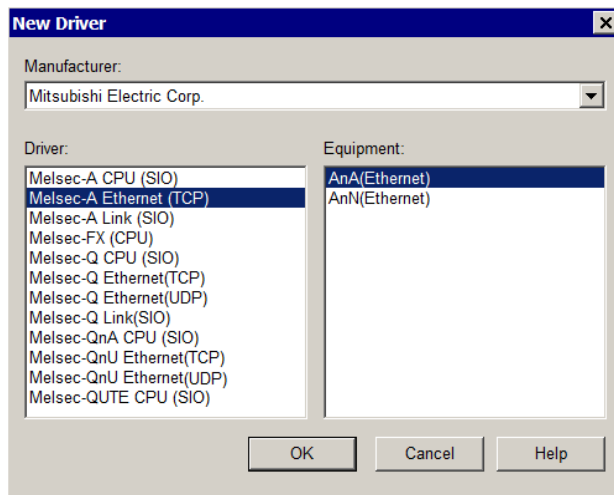 New Driver
Manufacturer:
Mitsubishi Electric Corp.
Driver:
Melsec-A CPU (SIO)
Melsec-A Ethernet (TCP)
Melsec-A Link (SIO)
Melsec-FX (CPU)
Melsec-Q CPU (SIO)
Melsec-Q Ethernet(TCP)
Melsec-Q Ethernet(UDP)
Melsec-Q Link(SIO)
Melsec-QnA CPU (SIO)
Melsec-QnU Ethernet(TCP)
Melsec-QnU Ethernet(UDP)
Melsec-QUTE CPU (SIO)
Equipment:
AnA(Ethernet)
AnN(Ethernet)
OK
Cancel
Help